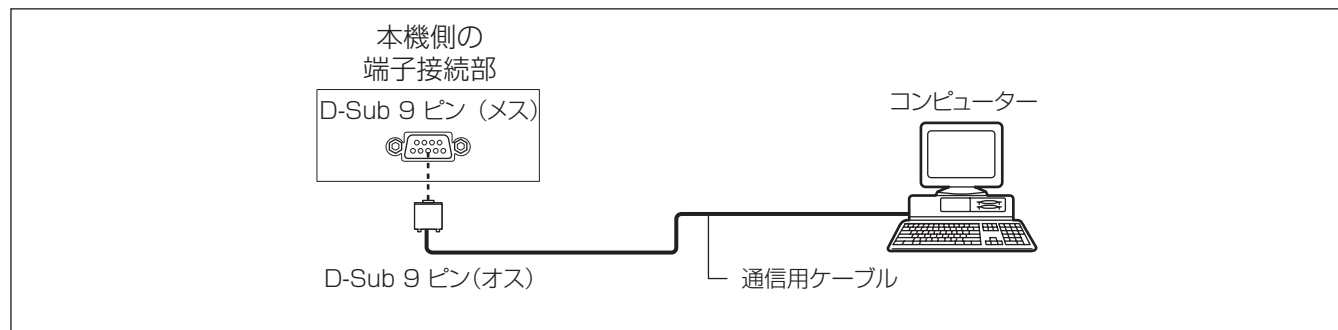 本機側の
端子接続部
D-Sub 9 ピン (メス)
コンピューター
D-Sub 9 ピン(オス)
通信用ケーブル